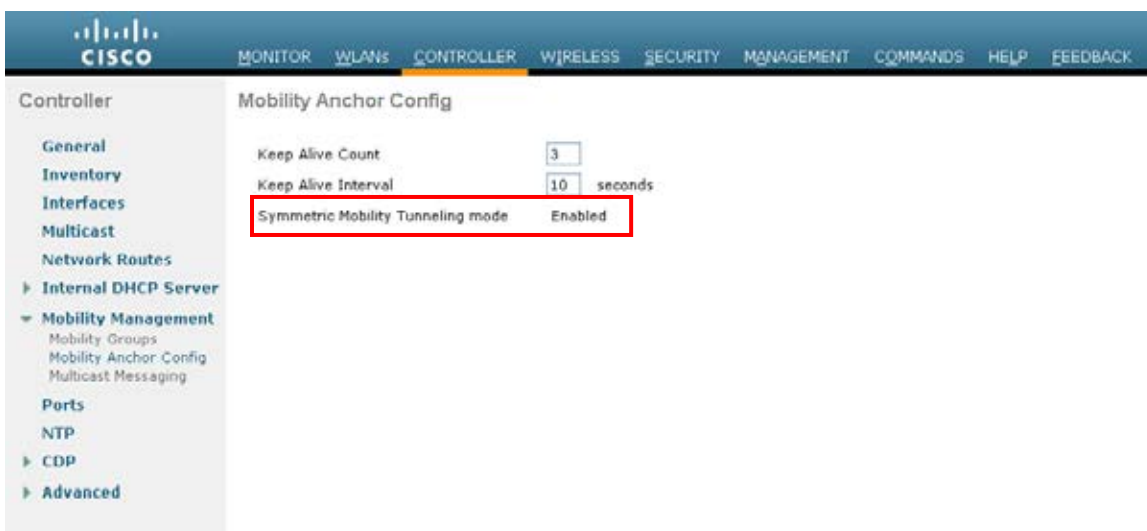 CISCO
MONITOR WLANs CONTROLLER WIRELESS SECURITY MANAGEMENT COMMANDS HELP FEEDBACK
Controller
General
Inventory
Interfaces
Multicast
Network Routes
Internal DHCP Server
Mobility Management
Mobility Groups
Mobility Anchor Config
Multicast Messaging
Ports
NTP
CDP
Advanced
Mobility Anchor Config
Keep Alive Count 3
Keep Alive Interval 10 seconds
Symmetric Mobility Tunneling mode Enabled